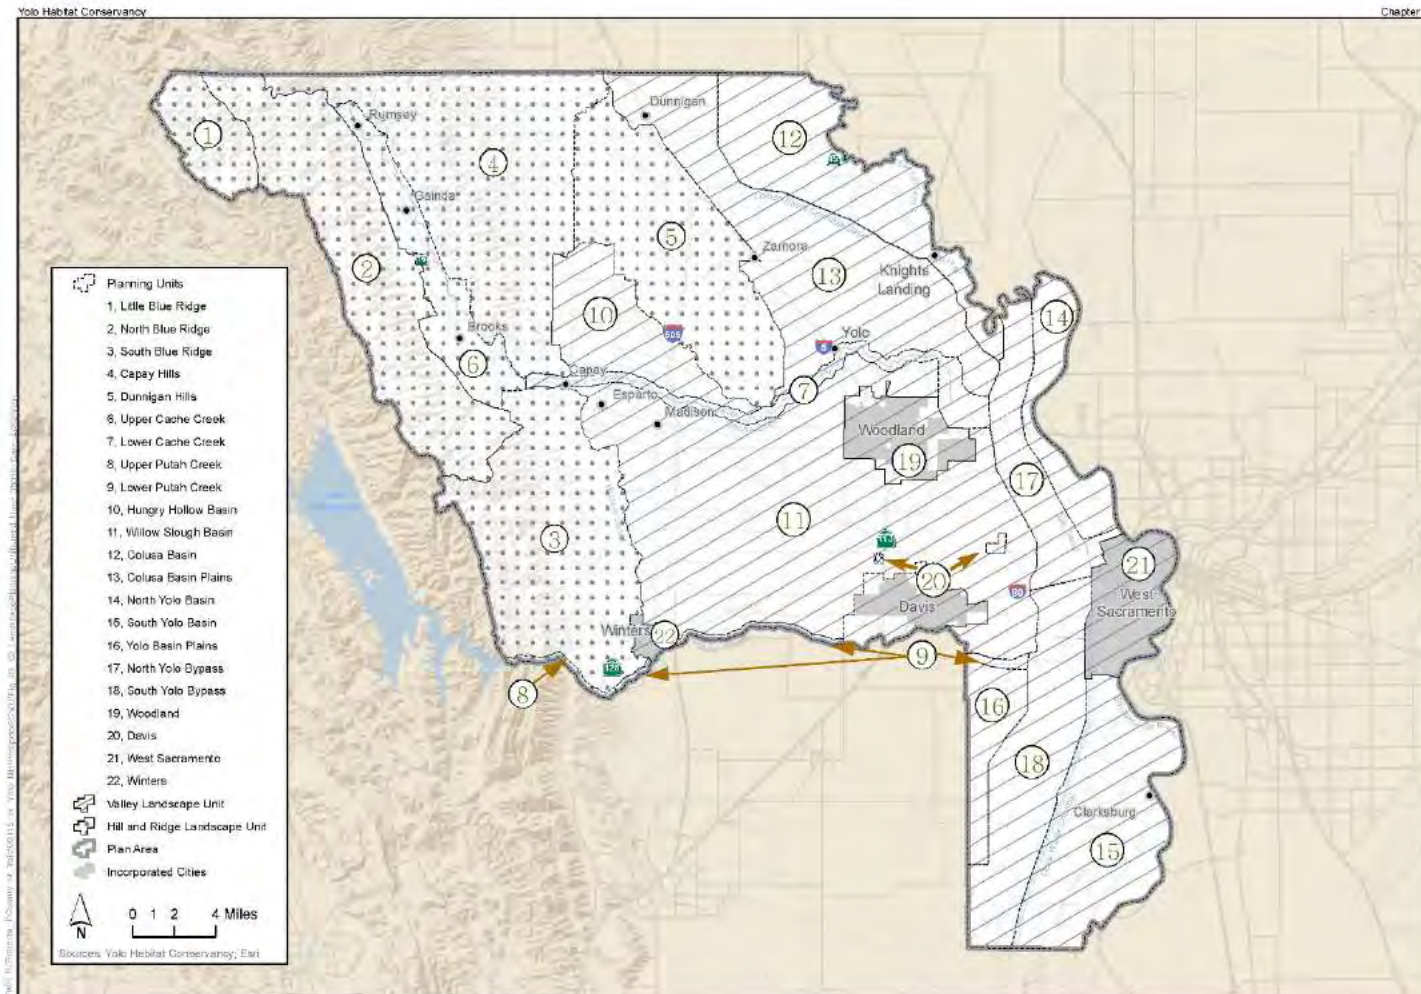 Yolo Habitat Conservancy
Chapter
Dunnigan
Rumsey
1
12
4
45
Guinda
5
Zamora
2
13
Knights
Landing
16
10
14
Brooks
505
5
Yolo
6
Capay
7
Esparto
Madison
Woodland
19
17
11
3
113
21
20
80
West
Sacramento
Davis
Winters
22
9
128
8
16
18
Clarksburg
15
Planning Units
1, Little Blue Ridge
2, North Blue Ridge
3, South Blue Ridge
4, Capay Hills
5, Dunnigan Hills
6, Upper Cache Creek
7, Lower Cache Creek
8, Upper Putah Creek
9, Lower Putah Creek
10, Hungry Hollow Basin
11, Willow Slough Basin
12, Colusa Basin
13, Colusa Basin Plains
14, North Yolo Basin
15, South Yolo Basin
16, Yolo Basin Plains
17, North Yolo Bypass
18, South Yolo Bypass
19, Woodland
20, Davis
21, West Sacramento
22, Winters
Valley Landscape Unit
Hill and Ridge Landscape Unit
Plan Area
Incorporated Cities
N
0 1 2 4 Miles
Sources: Yolo Habitat Conservancy; Esri